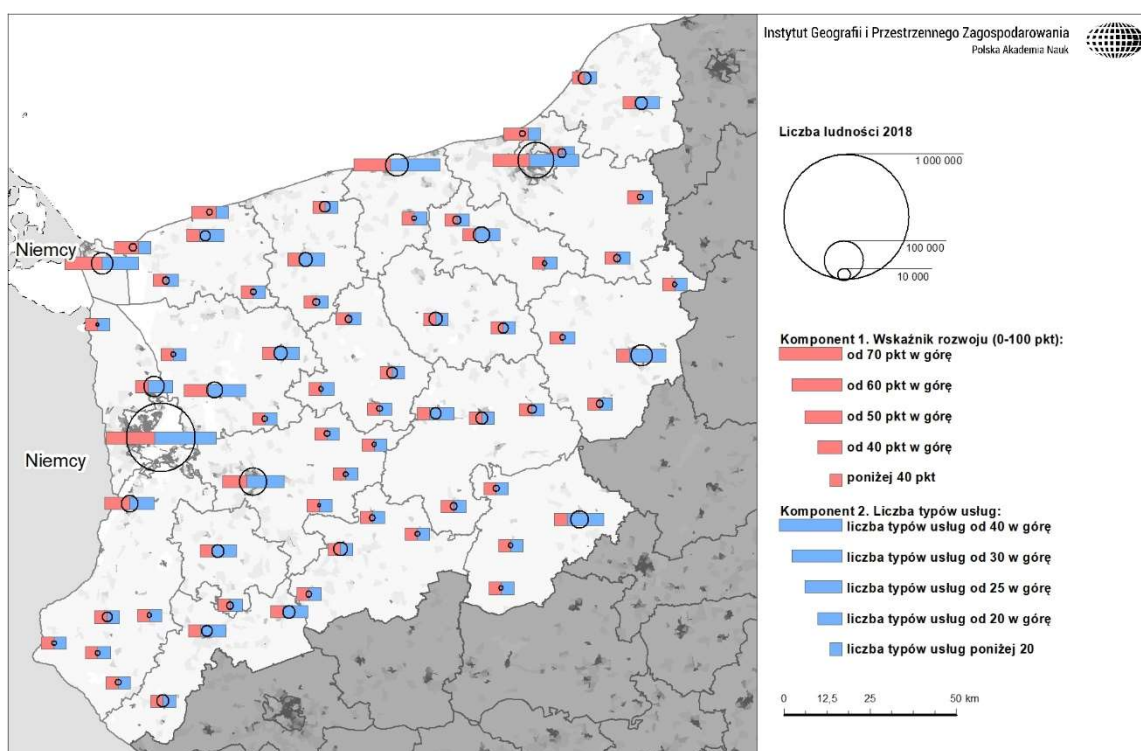 Instytut Geografii i Przestrzennego Zagospodarowania
Polska Akademia Nauk
Liczba ludności 2018
1 000 000
100 000
10 000
Niemcy
Niemcy
Komponent 1. Wskaźnik rozwoju (0-100 pkt):
od 70 pkt w górę
od 60 pkt w górę
od 50 pkt w górę
od 40 pkt w górę
poniżej 40 pkt
Komponent 2. Liczba typów usług:
liczba typów usług od 40 w górę
liczba typów usług od 30 w górę
liczba typów usług od 25 w górę
liczba typów usług od 20 w górę
liczba typów usług poniżej 20
0 12,5 25 50 km